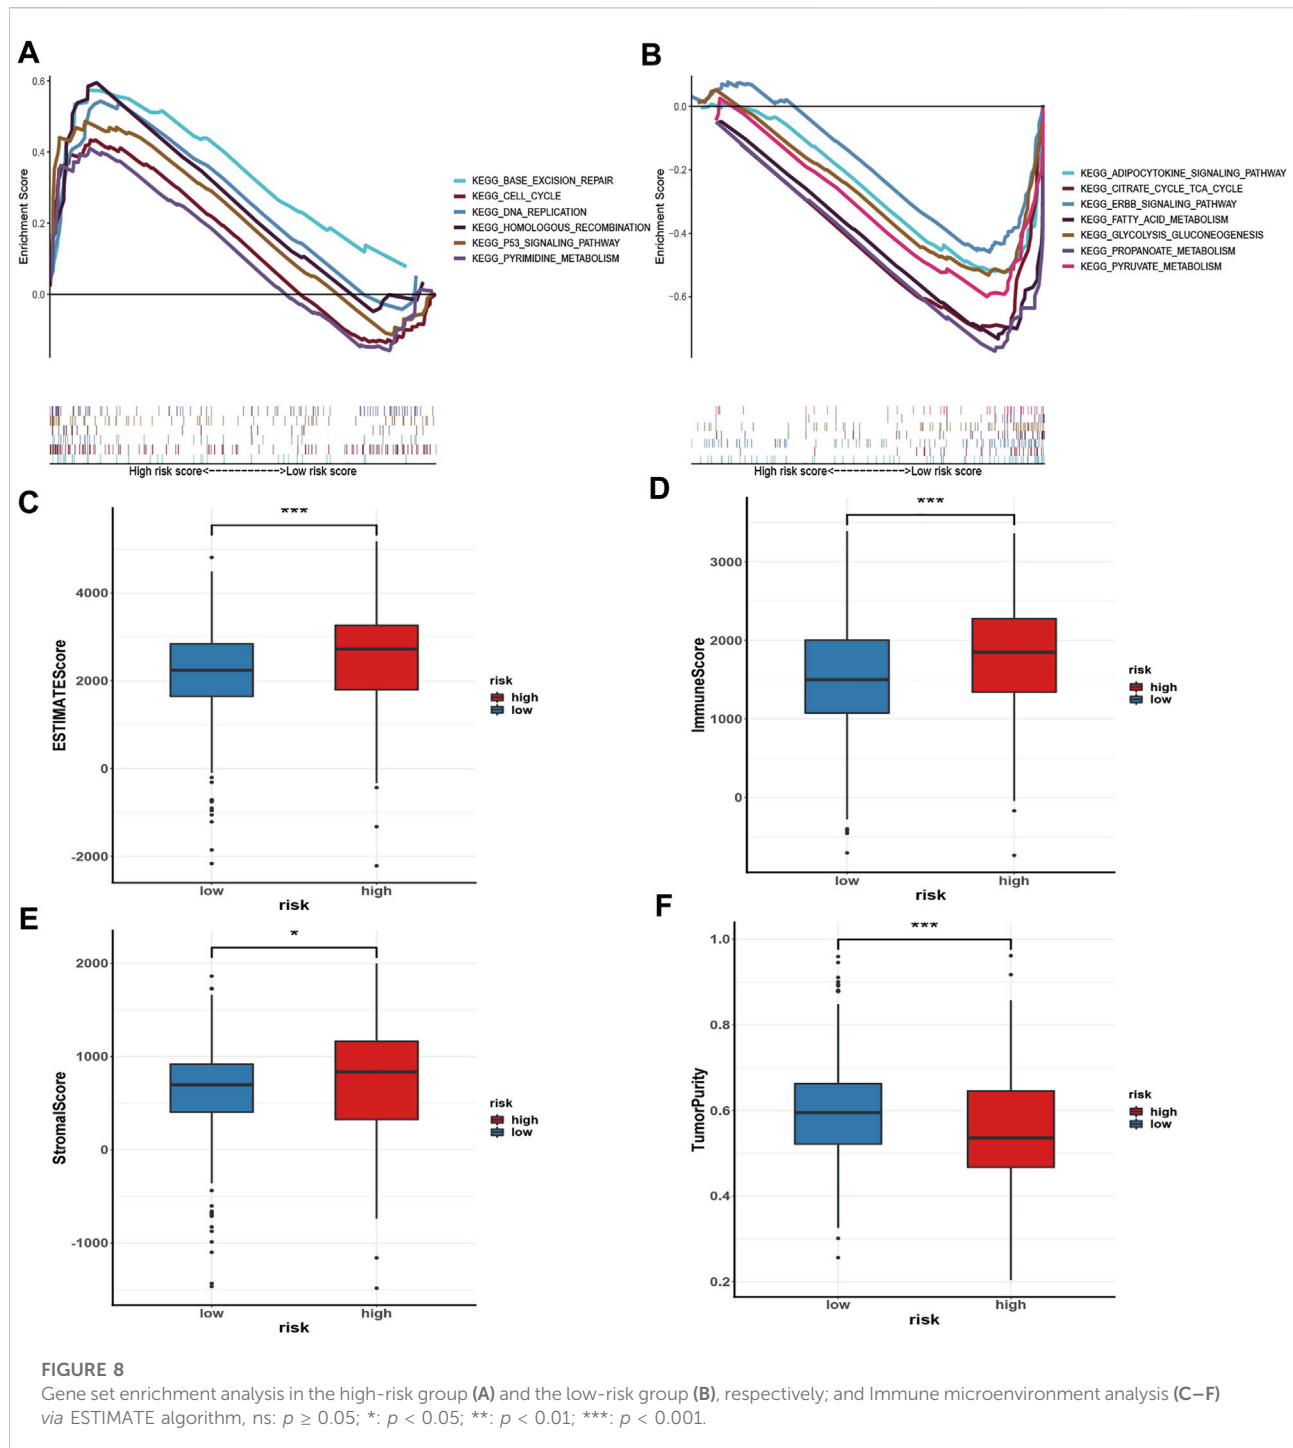 A
Enrichment Score
0.6
0.4
0.2
0.0
KEGG_BASE_EXCISION_REPAIR
KEGG_CELL_CYCLE
KEGG_DNA_REPLICATION
KEGG_HOMOLOGOUS_RECOMBINATION
KEGG_P53_SIGNALING_PATHWAY
KEGG_PYRIMIDINE_METABOLISM
High risk score<------------>Low risk score
B
Enrichment Score
0.0
−0.2
−0.4
−0.6
KEGG_ADIPOCYTOKINE_SIGNALING_PATHWAY
KEGG_CITRATE_CYCLE_TCA_CYCLE
KEGG_ERBB_SIGNALING_PATHWAY
KEGG_FATTY_ACID_METABOLISM
KEGG_GLYCOLYSIS_GLUCONEOGENESIS
KEGG_PROPANOATE_METABOLISM
KEGG_PYRUVATE_METABOLISM
High risk score<------------>Low risk score
C
***
ESTIMATEScore
4000
2000
0
-2000
low
high
risk
risk
high
low
D
***
ImmuneScore
3000
2000
1000
0
low
high
risk
risk
high
low
E
*
StromalScore
2000
1000
0
-1000
low
high
risk
risk
high
low
F
***
TumorPurity
1.0
0.8
0.6
0.4
0.2
low
high
risk
risk
high
low
FIGURE 8
Gene set enrichment analysis in the high-risk group (A) and the low-risk group (B), respectively; and Immune microenvironment analysis (C–F)
via ESTIMATE algorithm, ns: p ≥ 0.05; *: p < 0.05; **: p < 0.01; ***: p < 0.001.